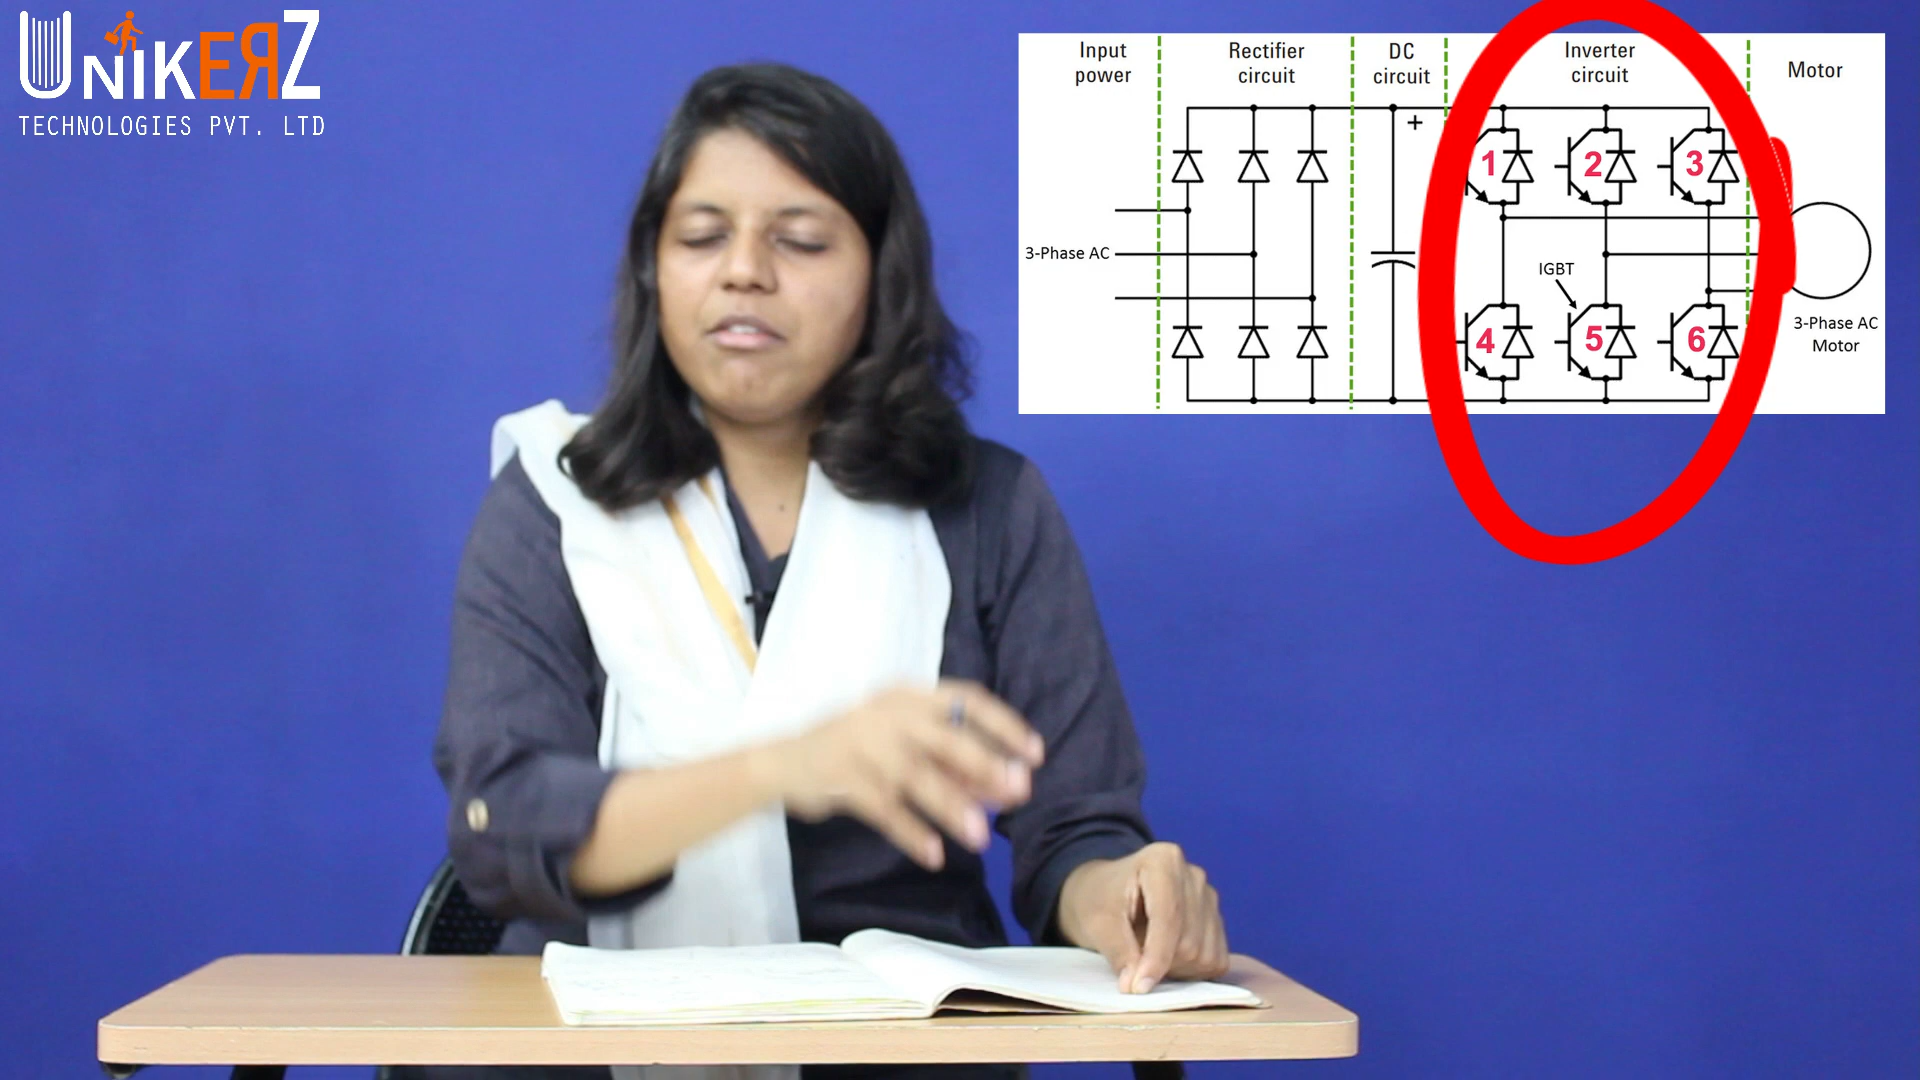 UNIKERZ
TECHNOLOGIES PVT. LTD
Input
power
Rectifier
circuit
DC
circuit
Inverter
circuit
Motor
+
1
2
3
3-Phase AC
IGBT
4
5
6
3-Phase AC
Motor